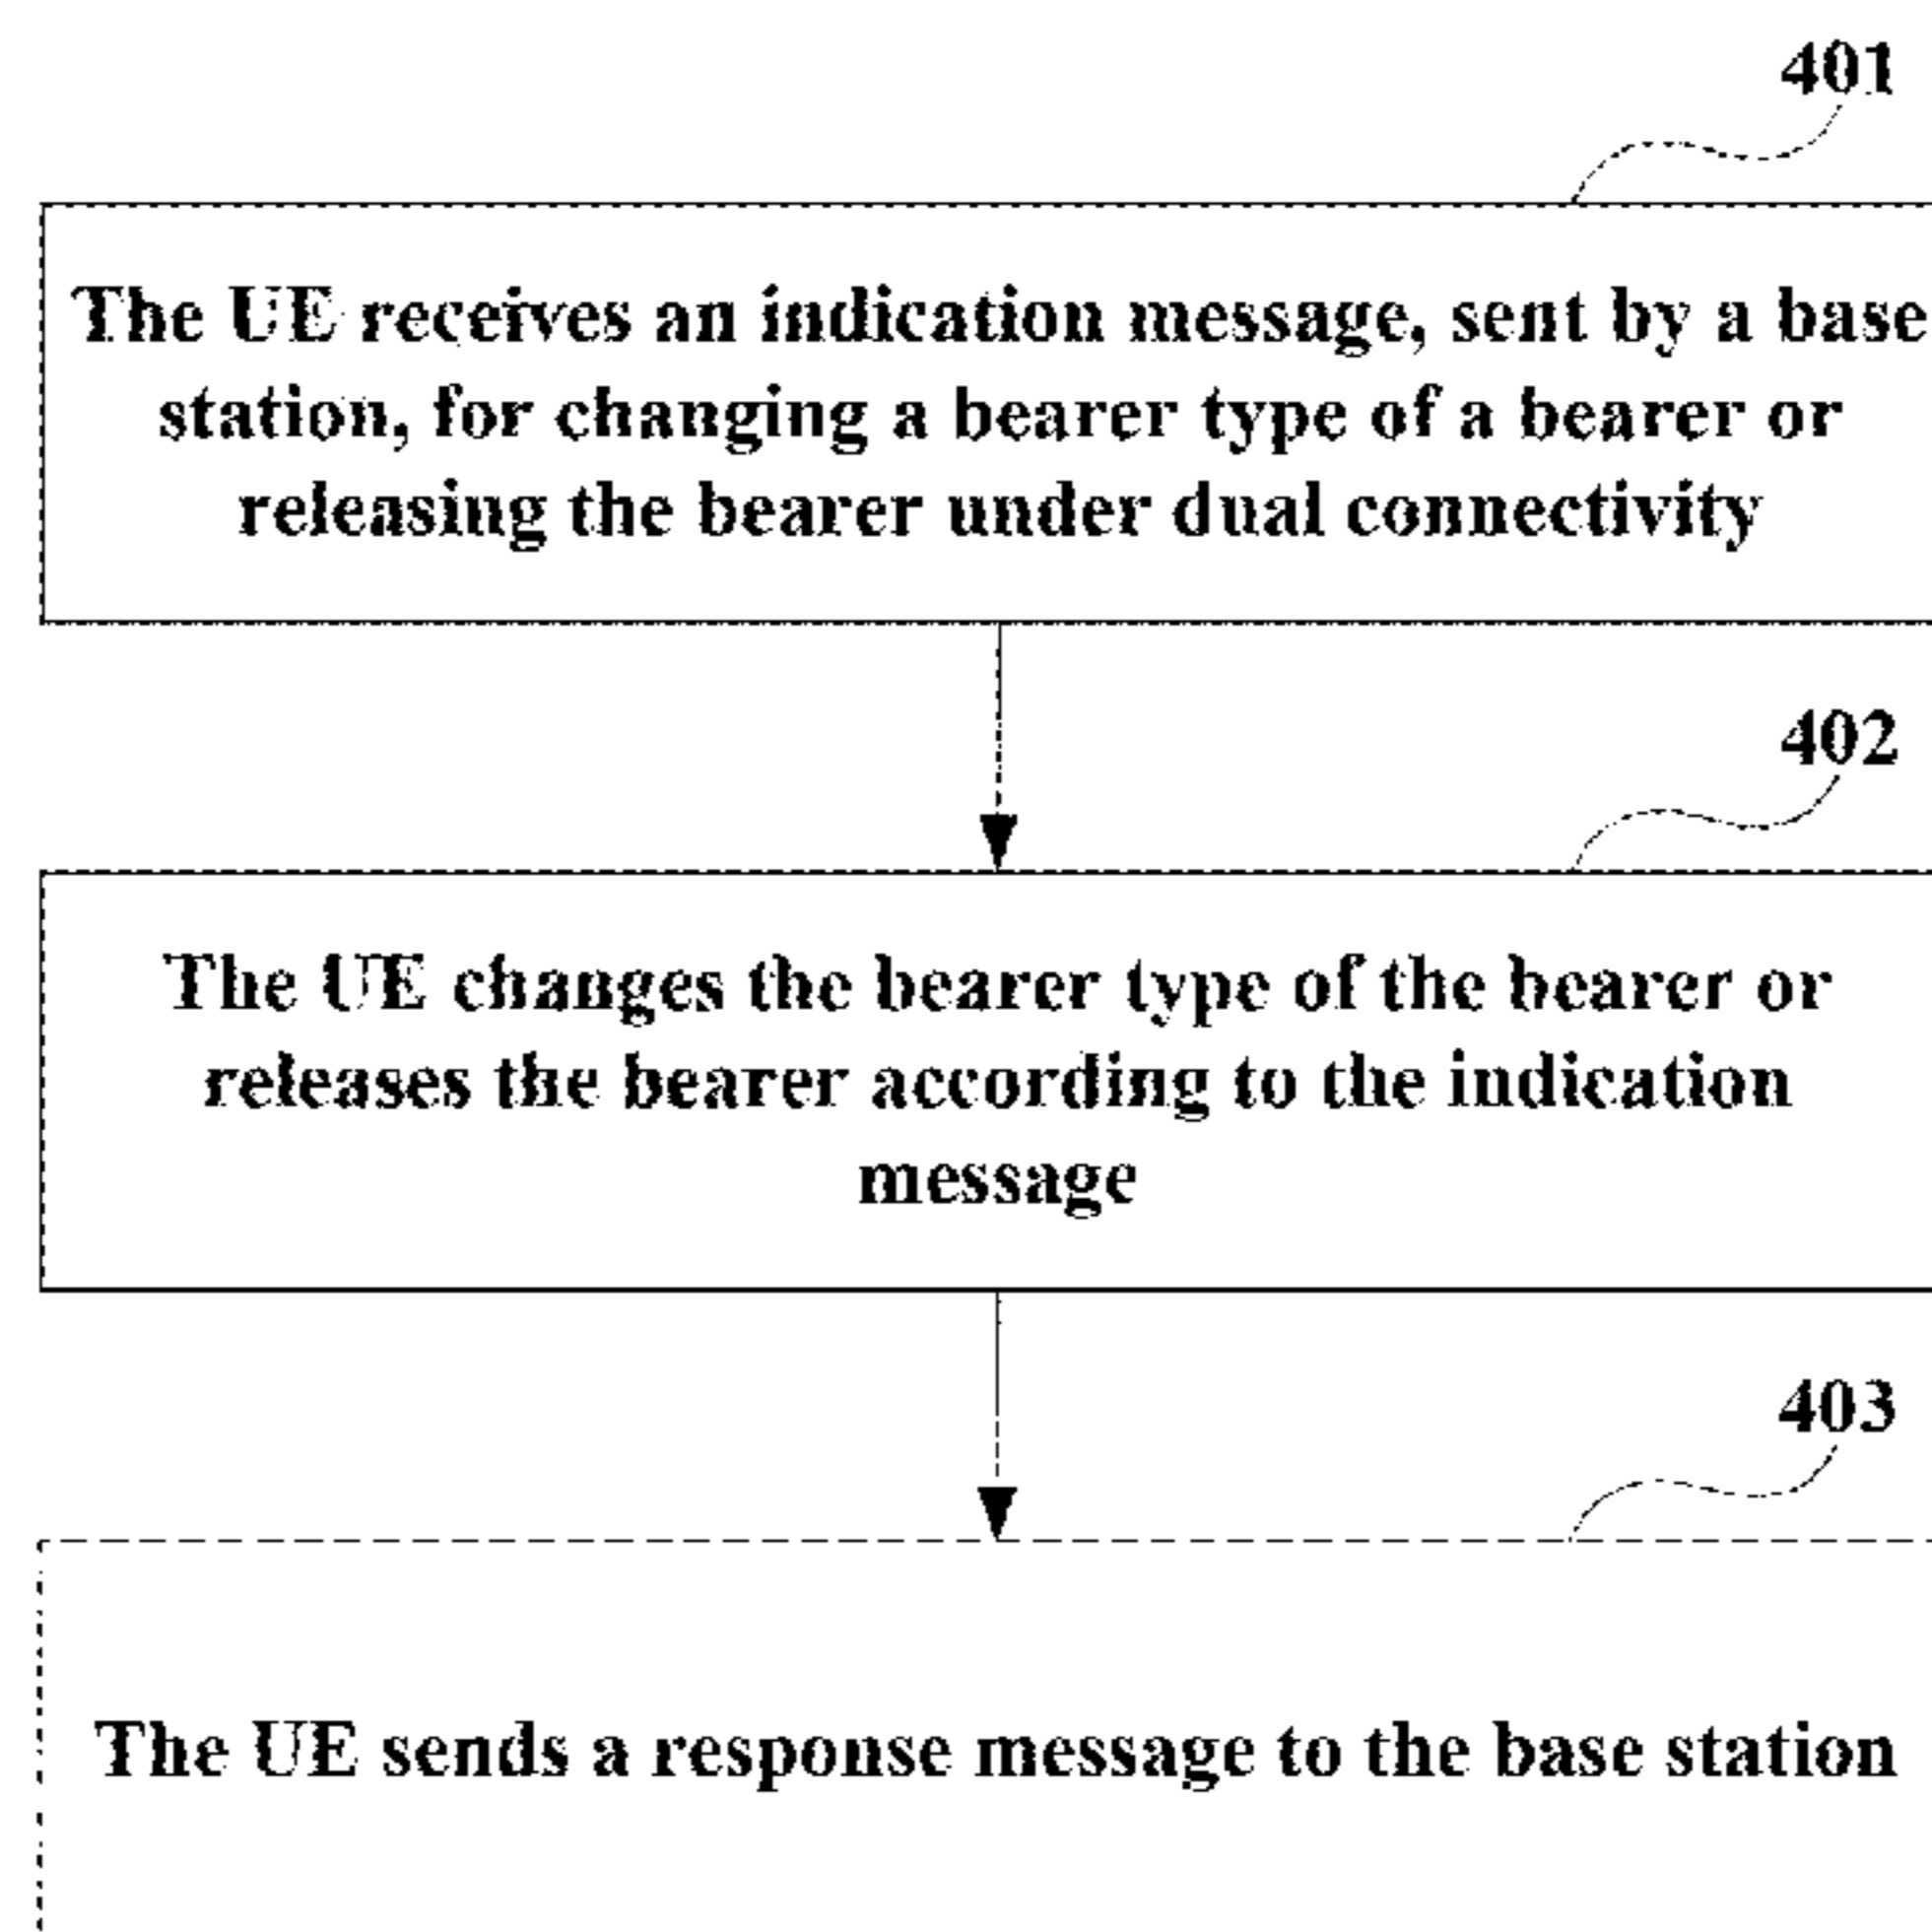 401
The UE receives an indication message, sent by a base
station, for changing a bearer type of a bearer or
releasing the bearer under dual connectivity
402
The UE changes the bearer type of the bearer or
releases the bearer according to the indication
message
403
The UE sends a response message to the base station